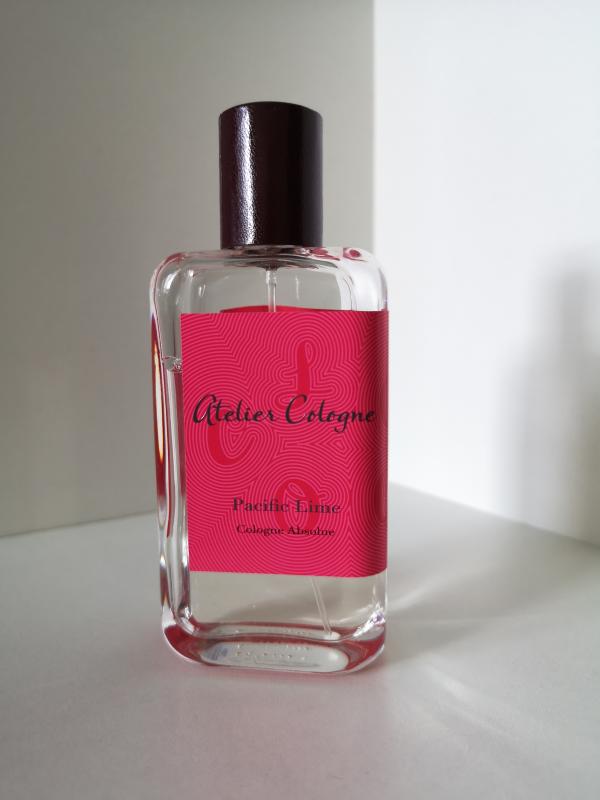 Atelier Cologne
Pacific Lime
Cologne Absolue